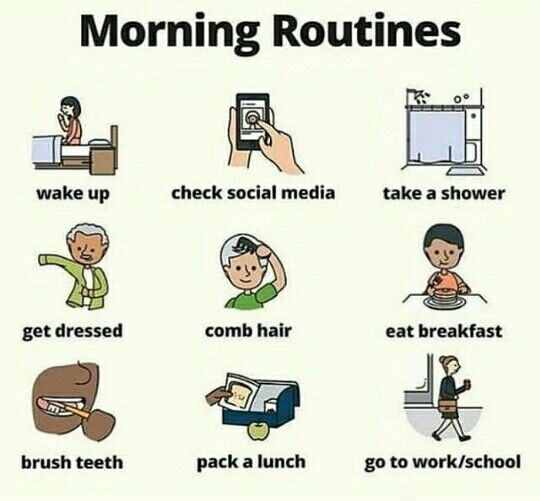 Morning Routines
wake up
check social media
take a shower
get dressed
comb hair
eat breakfast
brush teeth
pack a lunch
go to work/school